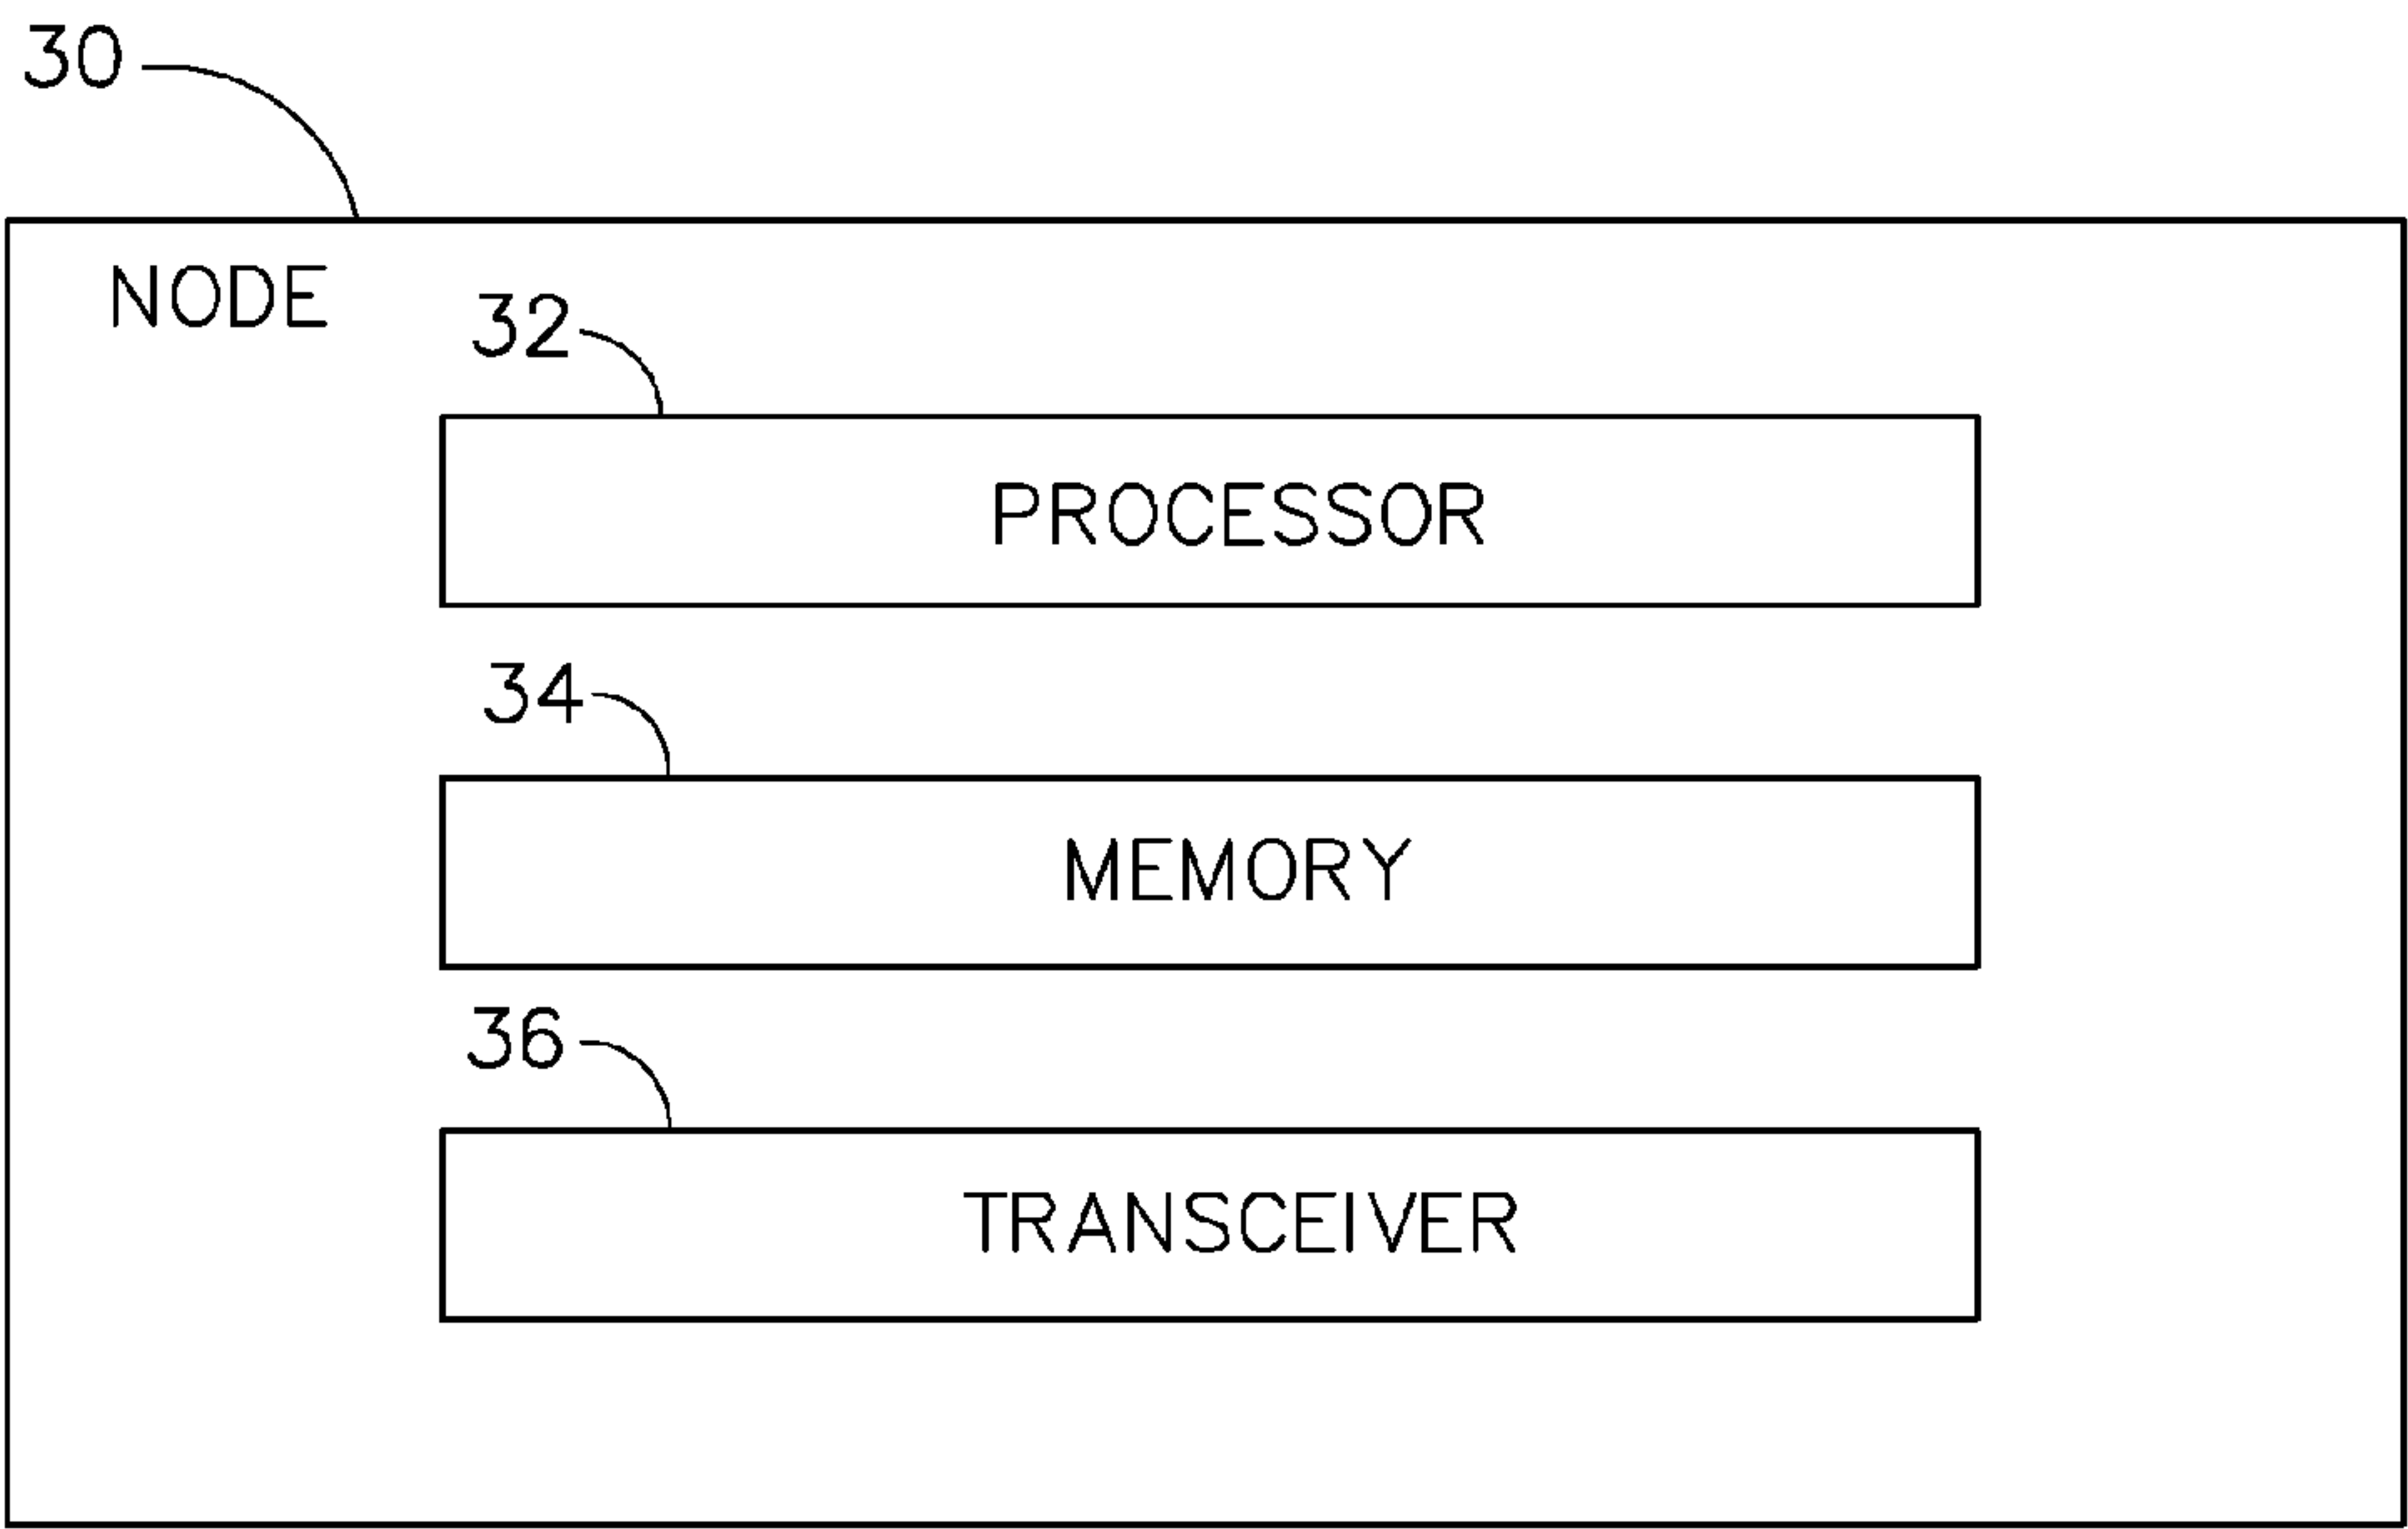 30
NODE
32
PROCESSOR
34
MEMORY
36
TRANSCEIVER